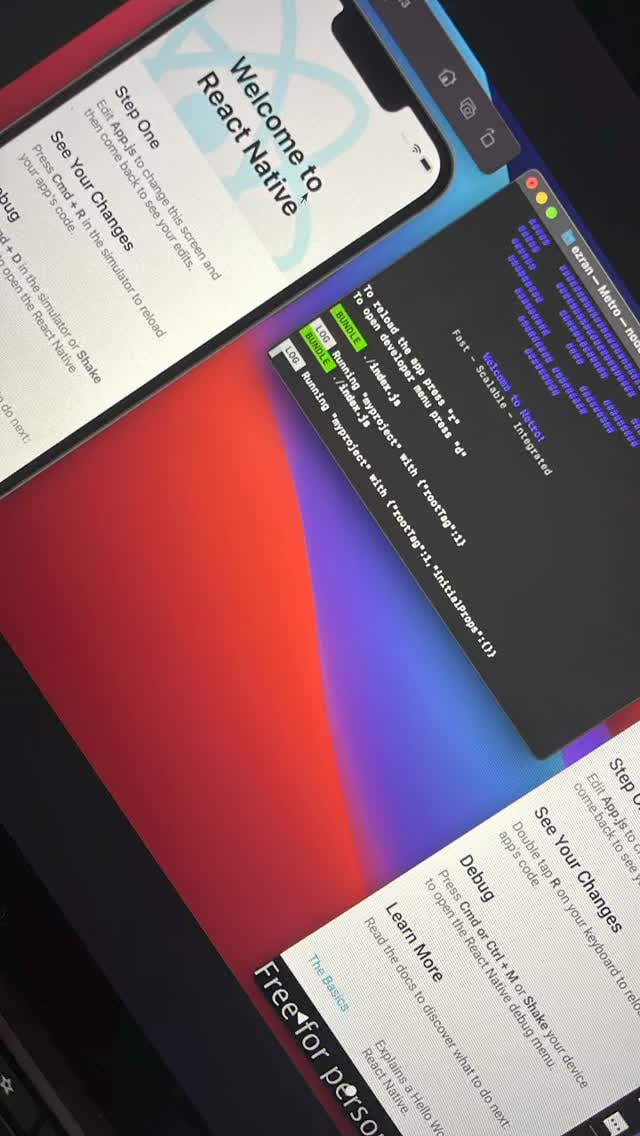 Welcome to
React Native
Step One
Edit App.js to change this screen and
then come back to see your edits.
See Your Changes
Press Cmd + R in the simulator to reload
your app's code.
d + D in the simulator or Shake
to open the React Native
o do next:
ezran — Metro — nod
Welcome to Metro!
Fast - Scalable - Integrated
To reload the app press "r"
To open developer menu press "d"
BUNDLE ./index.js
LOG Running "myproject" with {"rootTag":1}
BUNDLE ./index.js
LOG Running "myproject" with {"rootTag":1,"initialProps":{}}
Step O
Edit App.js to c
come back to see y
See Your Changes
Double tap R on your keyboard to relo
app's code.
Debug
Press Cmd or Ctrl + M or Shake your device
to open the React Native debug menu.
Learn More
Read the docs to discover what to do next:
The Basics
Explains a Hello Wo
React Native.
Free for perso